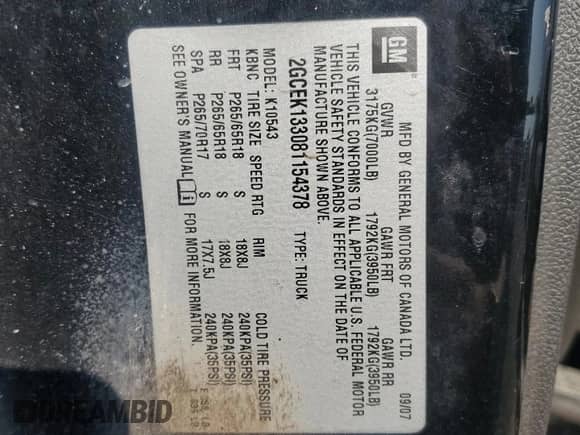 GM
MFD BY GENERAL MOTORS OF CANADA LTD. 09/07
GVWR GAWR FRT GAWR RR
3175KG(7000LB) 1792KG(3950LB) 1792KG(3950LB)
THIS VEHICLE CONFORMS TO ALL APPLICABLE U.S. FEDERAL MOTOR
VEHICLE SAFETY STANDARDS IN EFFECT ON THE DATE OF
MANUFACTURE SHOWN ABOVE.
2GCEK133081154378 TYPE: TRUCK
MODEL: K10543
KBNC TIRE SIZE SPEED RTG RIM COLD TIRE PRESSURE
FRT P265/65R18 S 18X8J 240KPA(35PSI)
RR P265/65R18 S 18X8J 240KPA(35PSI)
SPA P265/70R17 S 17X7.5J 240KPA(35PSI)
SEE OWNER'S MANUAL i FOR MORE INFORMATION.
DREAMBID